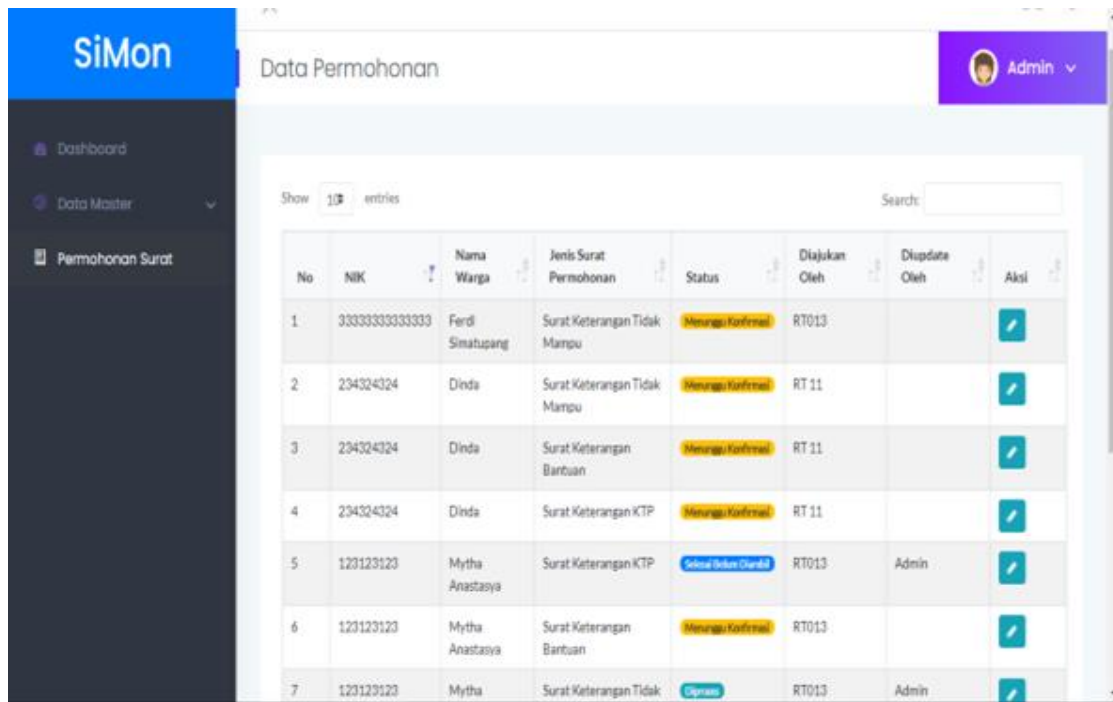 SiMon
Data Permohonan
Admin
Dashboard
Data Master
Permohonan Surat
Show 10 entries
Search:
No NIK Nama Warga Jenis Surat Permohonan Status Diajukan Oleh Diupdate Oleh Aksi
1 33333333333333 Ferdi Simatupang Surat Keterangan Tidak Mampu Menunggu Konfirmasi RT013
2 234324324 Dinda Surat Keterangan Tidak Mampu Menunggu Konfirmasi RT 11
3 234324324 Dinda Surat Keterangan Bantuan Menunggu Konfirmasi RT 11
4 234324324 Dinda Surat Keterangan KTP Menunggu Konfirmasi RT 11
5 123123123 Mytha Anastasya Surat Keterangan KTP Selesai Belum Diambil RT013 Admin
6 123123123 Mytha Anastasya Surat Keterangan Bantuan Menunggu Konfirmasi RT013
7 123123123 Mytha Surat Keterangan Tidak Diproses RT013 Admin